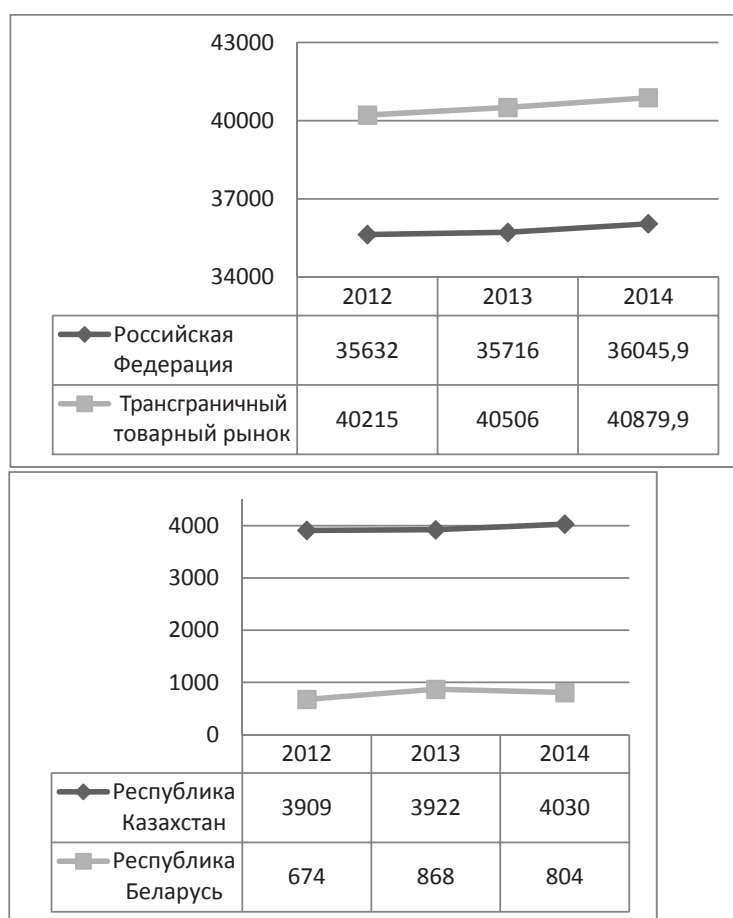 43000
40000
37000
34000
2012 2013 2014
Российская
Федерация
35632 35716 36045,9
Трансграничный
товарный рынок
40215 40506 40879,9
4000
3000
2000
1000
0
2012 2013 2014
Республика
Казахстан
3909 3922 4030
Республика
Беларусь
674 868 804